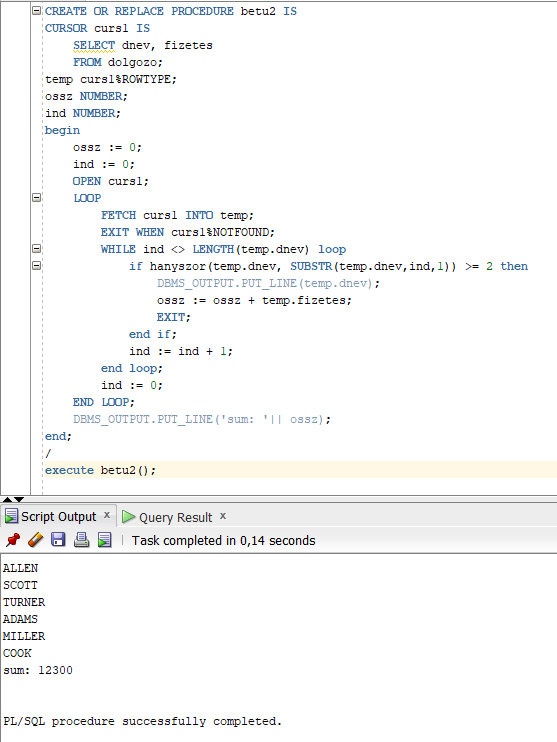 CREATE OR REPLACE PROCEDURE betu2 IS
CURSOR curs1 IS
    SELECT dnev, fizetes
    FROM dolgozo;
temp curs1%ROWTYPE;
ossz NUMBER;
ind NUMBER;
begin
    ossz := 0;
    ind := 0;
    OPEN curs1;
    LOOP
        FETCH curs1 INTO temp;
        EXIT WHEN curs1%NOTFOUND;
        WHILE ind <> LENGTH(temp.dnev) loop
            if hanyszor(temp.dnev, SUBSTR(temp.dnev,ind,1)) >= 2 then
                DBMS_OUTPUT.PUT_LINE(temp.dnev);
                ossz := ossz + temp.fizetes;
                EXIT;
            end if;
            ind := ind + 1;
        end loop;
        ind := 0;
    END LOOP;
    DBMS_OUTPUT.PUT_LINE('sum: '|| ossz);
end;
/
execute betu2();
Script Output x Query Result x
Task completed in 0,14 seconds
ALLEN
SCOTT
TURNER
ADAMS
MILLER
COOK
sum: 12300
PL/SQL procedure successfully completed.